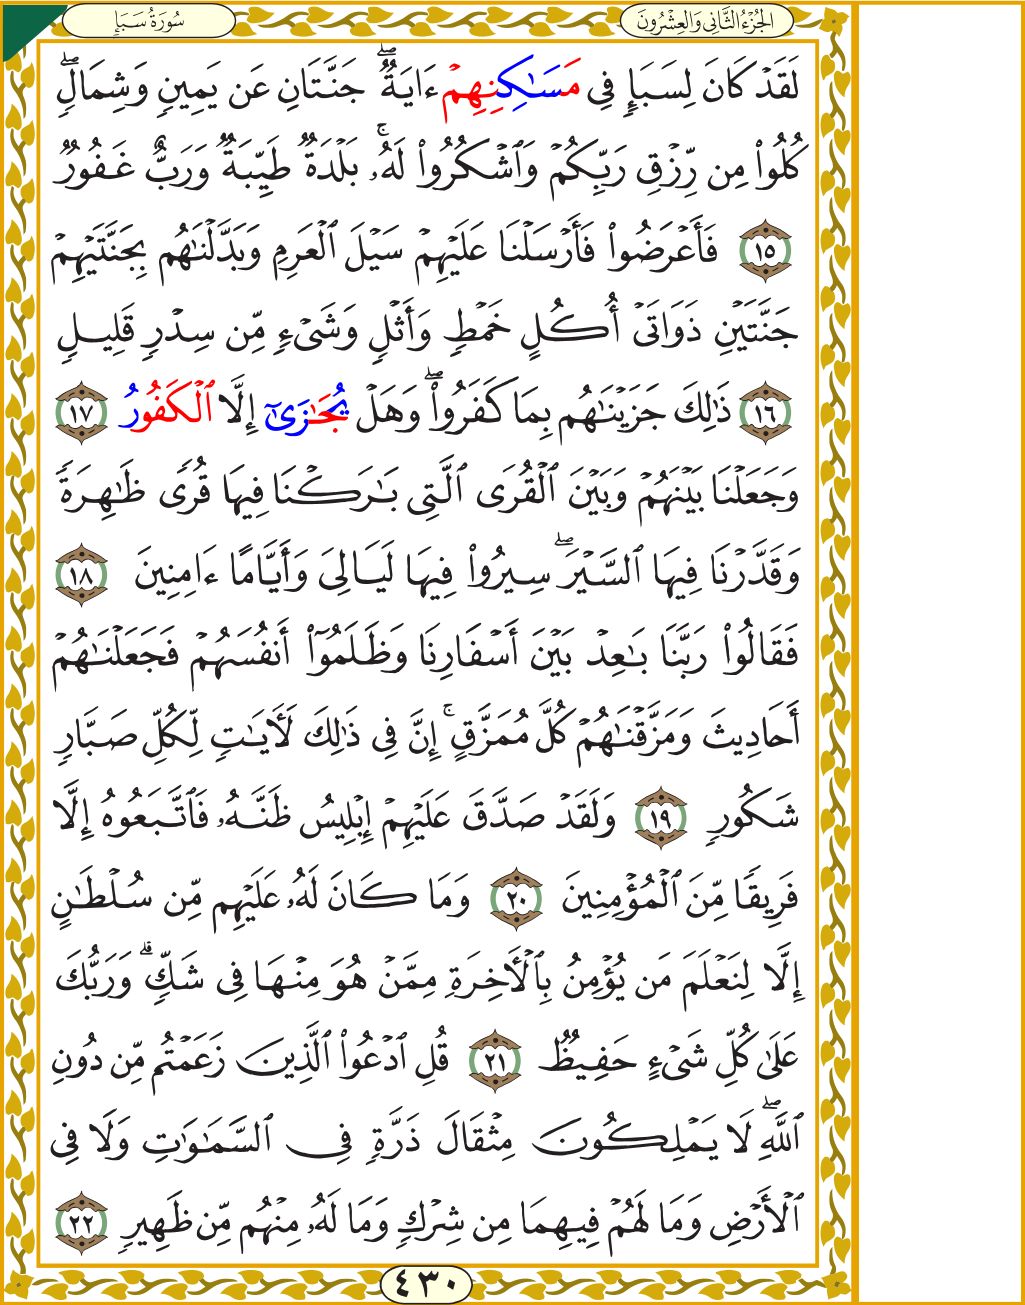 الجُزْءُ الثَّانِي وَالعِشْرُونَ
سُورَةُ سَبَإٍ
لَقَدْ كَانَ لِسَبَإٍ فِي مَسَٰكِنِهِمْ ءَايَةٌۖ جَنَّتَانِ عَن يَمِينٍ وَشِمَالٍۖ
كُلُوا۟ مِن رِّزْقِ رَبِّكُمْ وَٱشْكُرُوا۟ لَهُۥۚ بَلْدَةٌ طَيِّبَةٌ وَرَبٌّ غَفُورٌ
١٥ فَأَعْرَضُوا۟ فَأَرْسَلْنَا عَلَيْهِمْ سَيْلَ ٱلْعَرِمِ وَبَدَّلْنَٰهُم بِجَنَّتَيْهِمْ
جَنَّتَيْنِ ذَوَاتَىْ أُكُلٍ خَمْطٍ وَأَثْلٍ وَشَىْءٍ مِّن سِدْرٍ قَلِيلٍ
١٦ ذَٰلِكَ جَزَيْنَٰهُم بِمَا كَفَرُوا۟ۖ وَهَلْ يُجَٰزَىٰٓ إِلَّا ٱلْكَفُورُ ١٧
وَجَعَلْنَا بَيْنَهُمْ وَبَيْنَ ٱلْقُرَى ٱلَّتِى بَٰرَكْنَا فِيهَا قُرًى ظَٰهِرَةً
وَقَدَّرْنَا فِيهَا ٱلسَّيْرَۖ سِيرُوا۟ فِيهَا لَيَالِىَ وَأَيَّامًا ءَامِنِينَ ١٨
فَقَالُوا۟ رَبَّنَا بَٰعِدْ بَيْنَ أَسْفَارِنَا وَظَلَمُوٓا۟ أَنفُسَهُمْ فَجَعَلْنَٰهُمْ
أَحَادِيثَ وَمَزَّقْنَٰهُمْ كُلَّ مُمَزَّقٍۚ إِنَّ فِى ذَٰلِكَ لَءَايَٰتٍ لِّكُلِّ صَبَّارٍ
شَكُورٍ ١٩ وَلَقَدْ صَدَّقَ عَلَيْهِمْ إِبْلِيسُ ظَنَّهُۥ فَٱتَّبَعُوهُ إِلَّا
فَرِيقًا مِّنَ ٱلْمُؤْمِنِينَ ٢٠ وَمَا كَانَ لَهُۥ عَلَيْهِم مِّن سُلْطَٰنٍ
إِلَّا لِنَعْلَمَ مَن يُؤْمِنُ بِٱلْءَاخِرَةِ مِمَّنْ هُوَ مِنْهَا فِى شَكٍّۗ وَرَبُّكَ
عَلَىٰ كُلِّ شَىْءٍ حَفِيظٌ ٢١ قُلِ ٱدْعُوا۟ ٱلَّذِينَ زَعَمْتُم مِّن دُونِ
ٱللَّهِۖ لَا يَمْلِكُونَ مِثْقَالَ ذَرَّةٍ فِى ٱلسَّمَٰوَٰتِ وَلَا فِى
ٱلْأَرْضِ وَمَا لَهُمْ فِيهِمَا مِن شِرْكٍ وَمَا لَهُۥ مِنْهُم مِّن ظَهِيرٍ ٢٢
٤٣٠